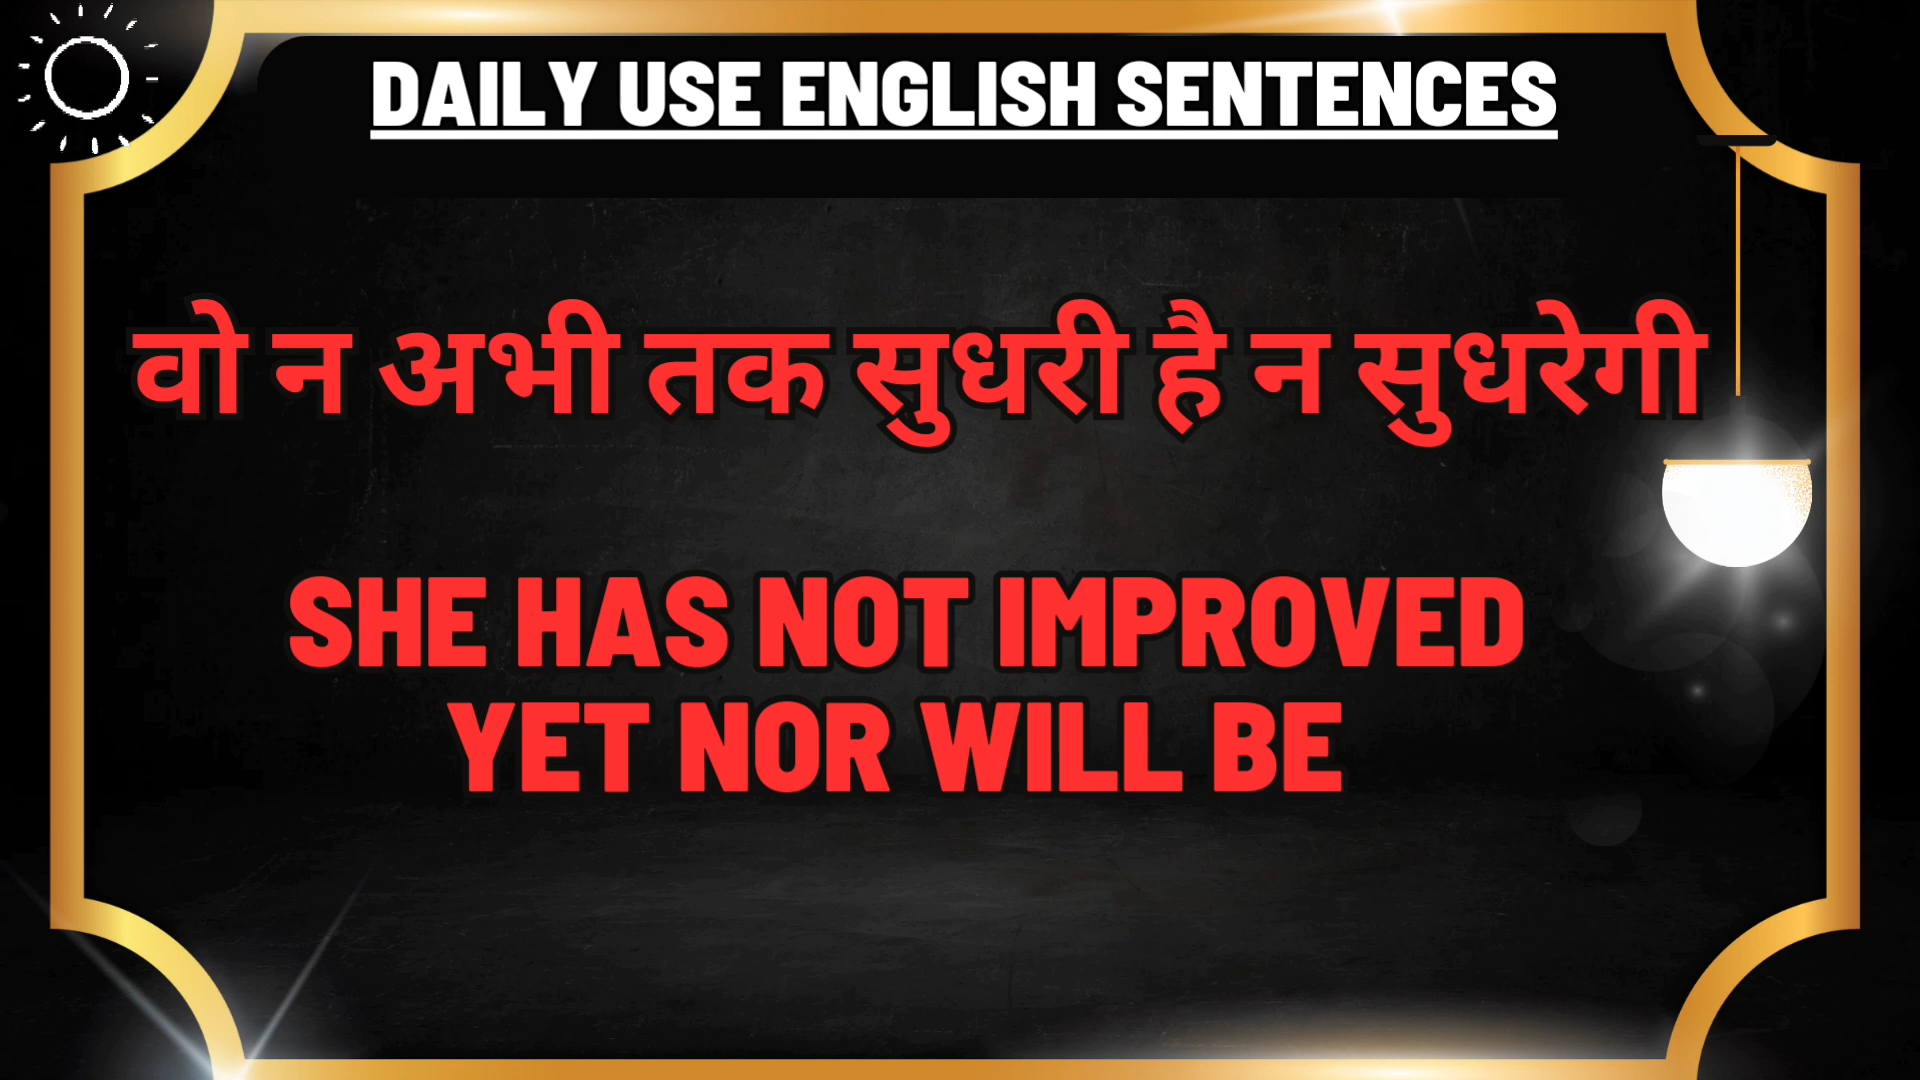 DAILY USE ENGLISH SENTENCES
वो न अभी तक सुधरी है न सुधरेगी
SHE HAS NOT IMPROVED
YET NOR WILL BE